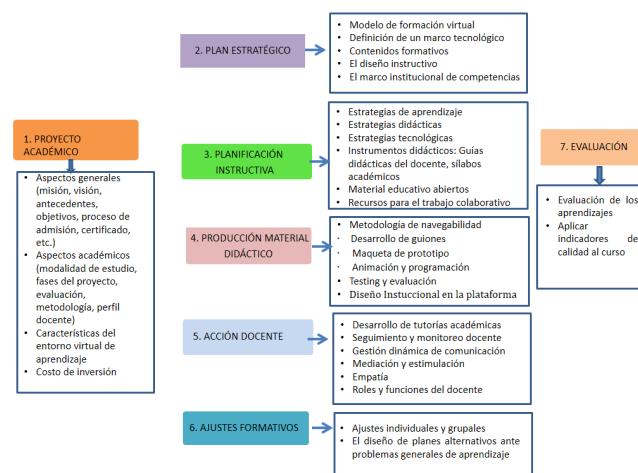 1. PROYECTO
ACADÉMICO
• Aspectos generales
(misión, visión,
antecedentes,
objetivos, proceso de
admisión, certificado,
etc.)
• Aspectos académicos
(modalidad de estudio,
fases del proyecto,
evaluación,
metodología, perfil
docente)
• Características del
entorno virtual de
aprendizaje
• Costo de inversión
2. PLAN ESTRATÉGICO
• Modelo de formación virtual
• Definición de un marco tecnológico
• Contenidos formativos
• El diseño instructivo
• El marco institucional de competencias
3. PLANIFICACIÓN
INSTRUCTIVA
• Estrategias de aprendizaje
• Estrategias didácticas
• Estrategias tecnológicas
• Instrumentos didácticos: Guías
didácticas del docente, sílabos
académicos
• Material educativo abiertos
• Recursos para el trabajo colaborativo
4. PRODUCCIÓN MATERIAL
DIDÁCTICO
• Metodología de navegabilidad
· Desarrollo de guiones
· Maqueta de prototipo
· Animación y programación
• Testing y evaluación
• Diseño Instuccional en la plataforma
5. ACCIÓN DOCENTE
• Desarrollo de tutorías académicas
• Seguimiento y monitoreo docente
• Gestión dinámica de comunicación
• Mediación y estimulación
• Empatía
• Roles y funciones del docente
6. AJUSTES FORMATIVOS
• Ajustes individuales y grupales
• El diseño de planes alternativos ante
problemas generales de aprendizaje
7. EVALUACIÓN
• Evaluación de los
aprendizajes
• Aplicar
indicadores de
calidad al curso